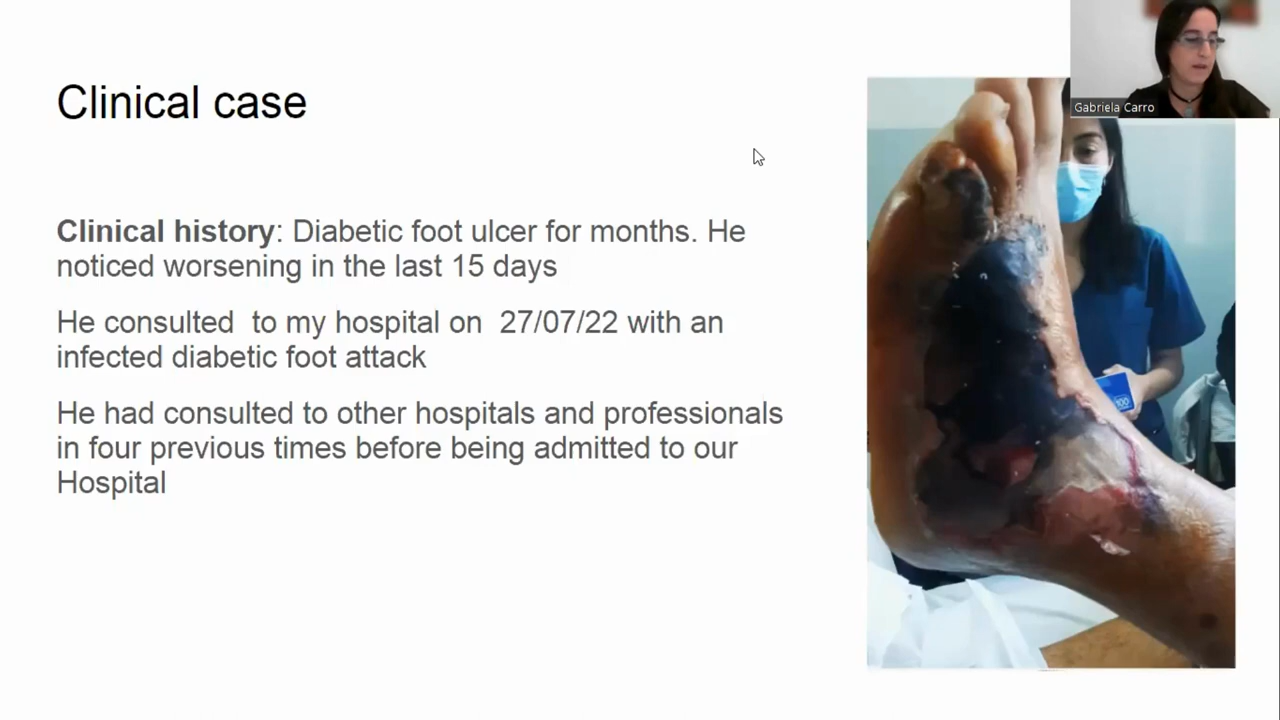 Gabriela Carro
Clinical case
Clinical history: Diabetic foot ulcer for months. He
noticed worsening in the last 15 days
He consulted  to my hospital on  27/07/22 with an
infected diabetic foot attack
He had consulted to other hospitals and professionals
in four previous times before being admitted to our
Hospital
100